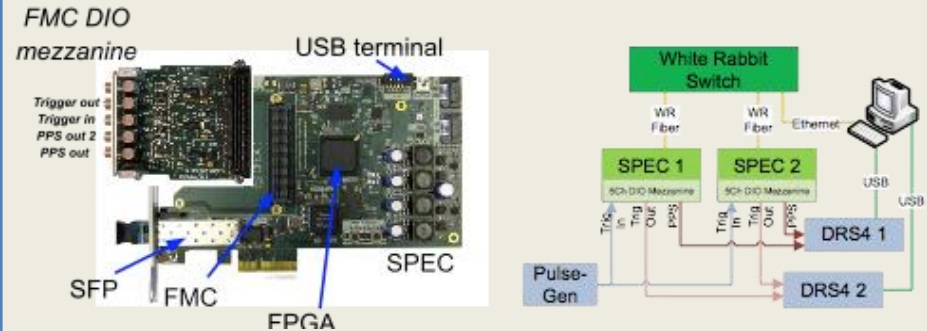 FMC DIO
mezzanine
USB terminal
Trigger out
Trigger in
PPS out 2
PPS out
SFP
FMC
FPGA
SPEC
White Rabbit
Switch
WR
Fiber
WR
Fiber
Ethernet
SPEC 1
5Ch DIO Mezzanine
SPEC 2
5Ch DIO Mezzanine
Trig
In
Trig
Out
PPS
Trig
In
Trig
Out
PPS
USB
USB
Pulse-
Gen
DRS4 1
DRS4 2